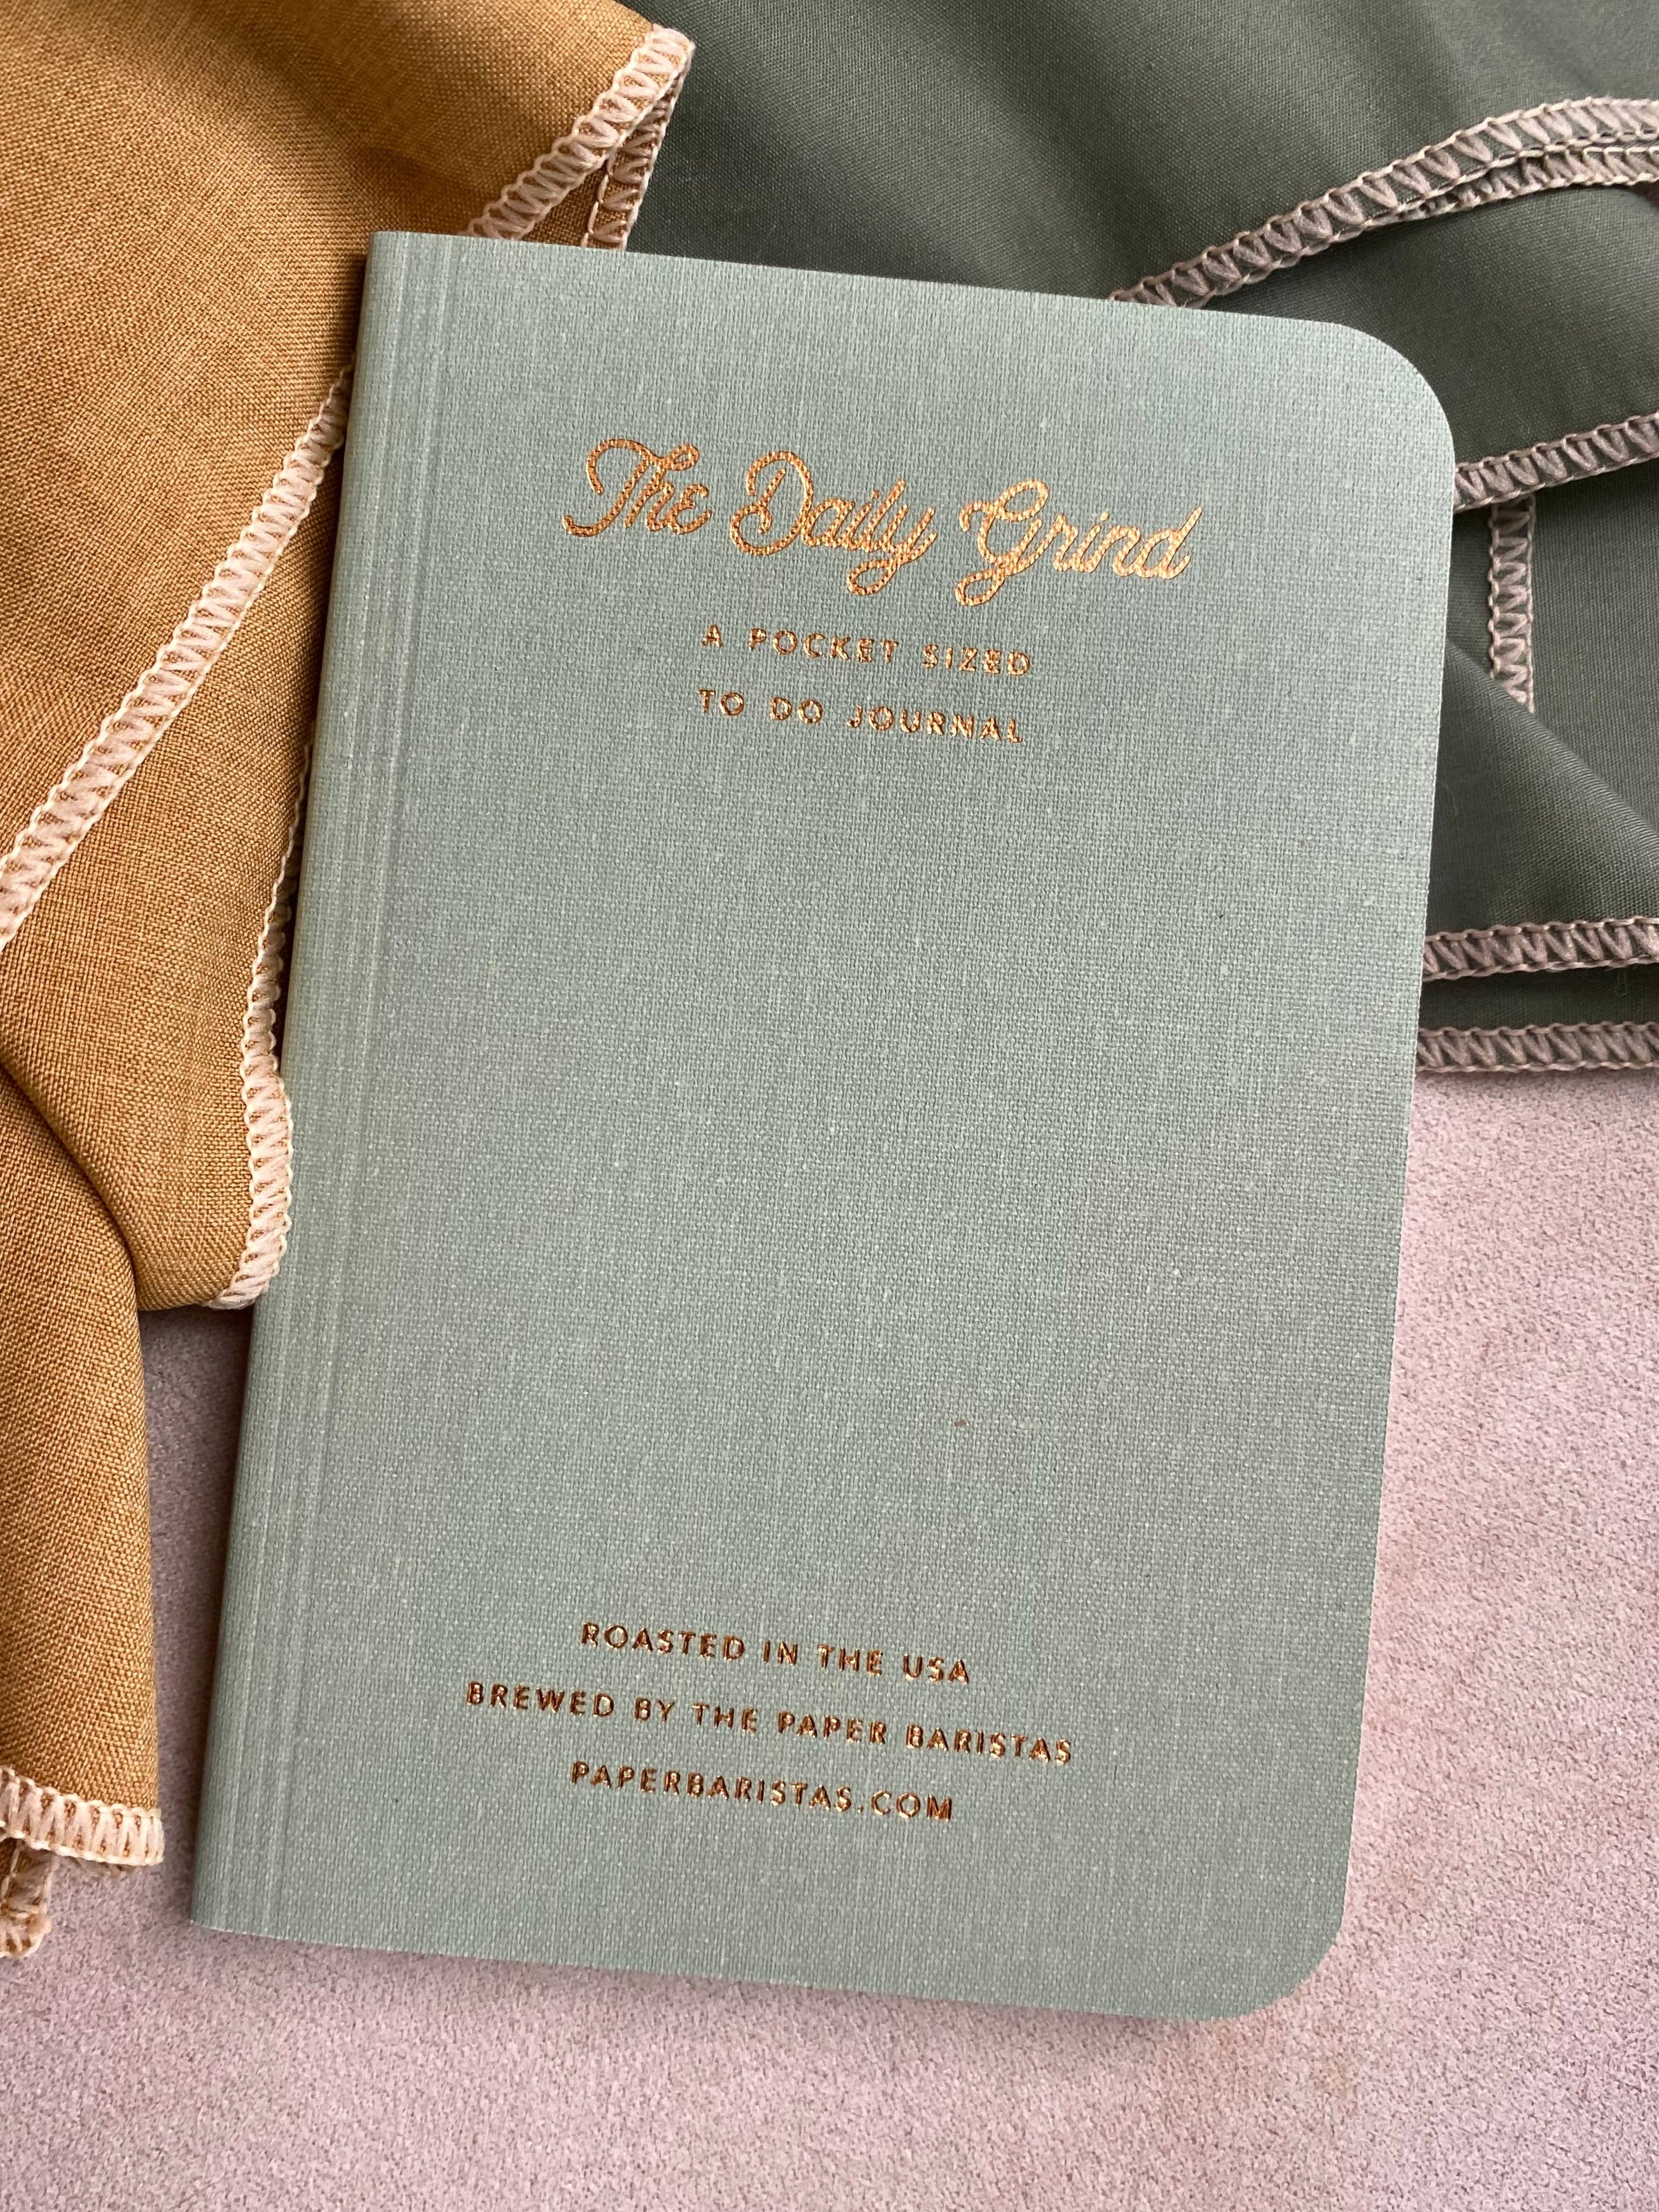 The Daily Grind
A POCKET SIZED
TO DO JOURNAL
ROASTED IN THE USA
BREWED BY THE PAPER BARISTAS
PAPERBARISTAS.COM